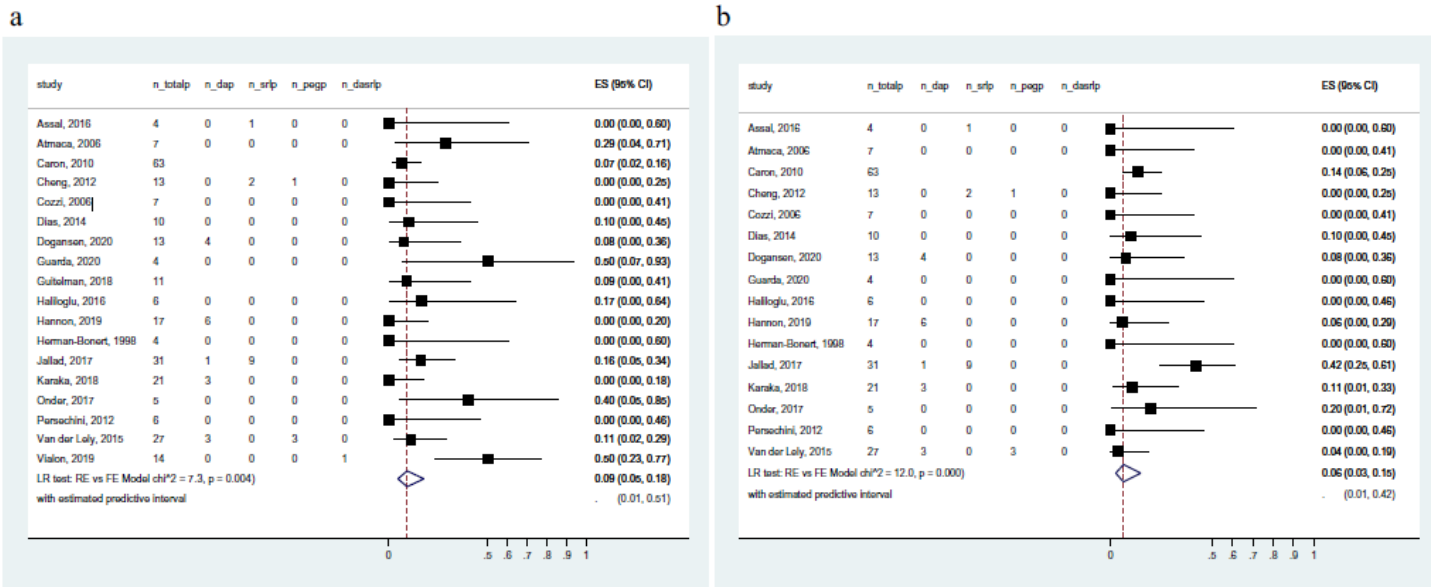 a
study n_totalp n_dap n_srlp n_pegp n_dasrlp ES (95% CI)
Assal, 2016 4 0 1 0 0 0.00 (0.00, 0.60)
Atmaca, 2006 7 0 0 0 0 0.29 (0.04, 0.71)
Caron, 2010 63 0.07 (0.02, 0.16)
Cheng, 2012 13 0 2 1 0 0.00 (0.00, 0.25)
Cozzi, 2006 7 0 0 0 0 0.00 (0.00, 0.41)
Dias, 2014 10 0 0 0 0 0.10 (0.00, 0.45)
Dogansen, 2020 13 4 0 0 0 0.08 (0.00, 0.36)
Guarda, 2020 4 0 0 0 0 0.50 (0.07, 0.93)
Guitelman, 2018 11 0 0 0 0 0.09 (0.00, 0.41)
Haliloglu, 2016 6 0 0 0 0 0.17 (0.00, 0.64)
Hannon, 2019 17 6 0 0 0 0.00 (0.00, 0.20)
Herman-Bonert, 1998 4 0 0 0 0 0.00 (0.00, 0.60)
Jallad, 2017 31 1 9 0 0 0.16 (0.05, 0.34)
Karaka, 2018 21 3 0 0 0 0.00 (0.00, 0.18)
Onder, 2017 5 0 0 0 0 0.40 (0.05, 0.85)
Persechini, 2012 6 0 0 0 0 0.00 (0.00, 0.46)
Van der Lely, 2015 27 3 0 3 0 0.11 (0.02, 0.29)
Vialon, 2019 14 0 0 0 1 0.50 (0.23, 0.77)
LR test: RE vs FE Model chi^2 = 7.3, p = 0.004) 0.09 (0.05, 0.18)
with estimated predictive interval . (0.01, 0.51)
0 .5 .6 .7 .8 .9 1
b
study n_totalp n_dap n_srlp n_pegp n_dasrlp ES (95% CI)
Assal, 2016 4 0 1 0 0 0.00 (0.00, 0.60)
Atmaca, 2006 7 0 0 0 0 0.00 (0.00, 0.41)
Caron, 2010 63 0.14 (0.06, 0.25)
Cheng, 2012 13 0 2 1 0 0.00 (0.00, 0.25)
Cozzi, 2006 7 0 0 0 0 0.00 (0.00, 0.41)
Dias, 2014 10 0 0 0 0 0.10 (0.00, 0.45)
Dogansen, 2020 13 4 0 0 0 0.08 (0.00, 0.36)
Guarda, 2020 4 0 0 0 0 0.00 (0.00, 0.60)
Haliloglu, 2016 6 0 0 0 0 0.00 (0.00, 0.46)
Hannon, 2019 17 6 0 0 0 0.06 (0.00, 0.29)
Herman-Bonert, 1998 4 0 0 0 0 0.00 (0.00, 0.60)
Jallad, 2017 31 1 9 0 0 0.42 (0.25, 0.61)
Karaka, 2018 21 3 0 0 0 0.11 (0.01, 0.33)
Onder, 2017 5 0 0 0 0 0.20 (0.01, 0.72)
Persechini, 2012 6 0 0 0 0 0.00 (0.00, 0.46)
Van der Lely, 2015 27 3 0 3 0 0.04 (0.00, 0.19)
LR test: RE vs FE Model chi^2 = 12.0, p = 0.000) 0.06 (0.03, 0.15)
with estimated predictive interval . (0.01, 0.42)
0 .5 .6 .7 .8 .9 1